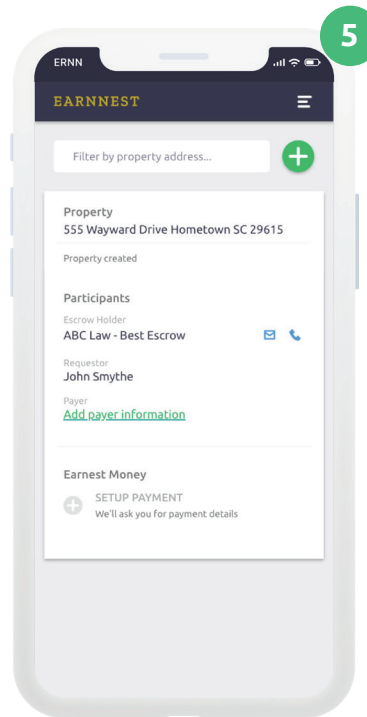 5
ERNN
EARNNEST
Filter by property address...
Property
555 Wayward Drive Hometown SC 29615
Property created
Participants
Escrow Holder
ABC Law - Best Escrow
Requestor
John Smythe
Payer
Add payer information
Earnest Money
SETUP PAYMENT
We'll ask you for payment details